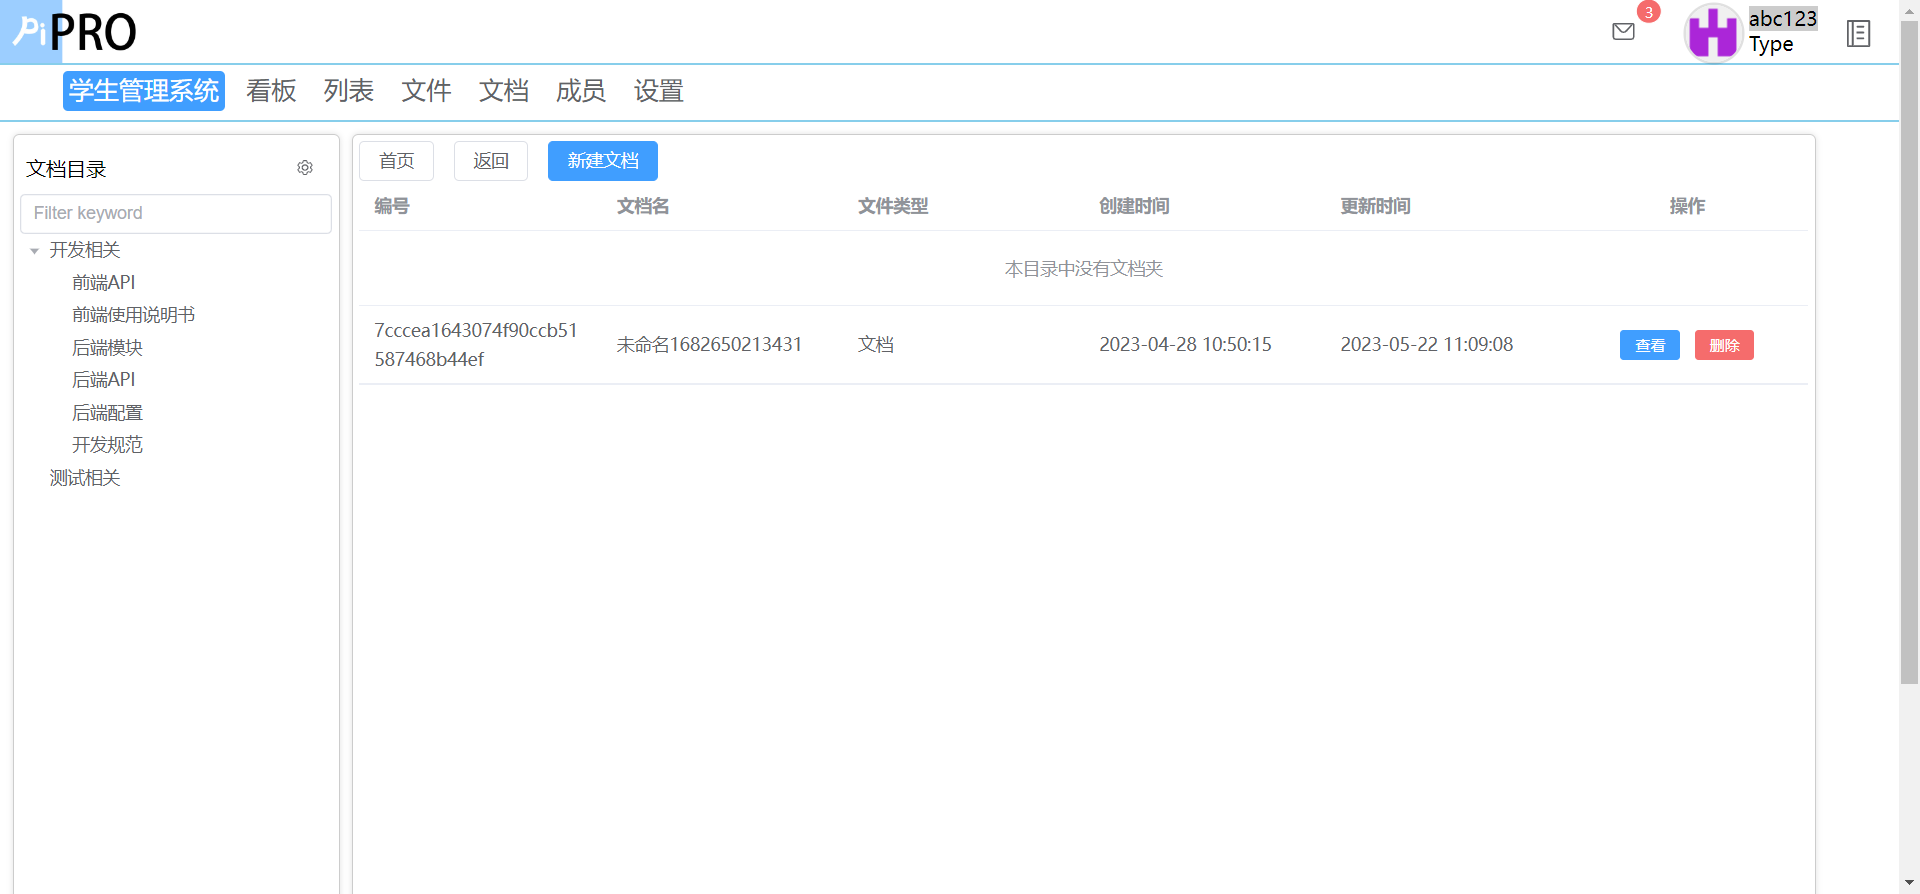 PiPRO
3
abc123
Type
学生管理系统 看板 列表 文件 文档 成员 设置
文档目录
Filter keyword
开发相关
前端API
前端使用说明书
后端模块
后端API
后端配置
开发规范
测试相关
首页 返回 新建文档
编号 文档名 文件类型 创建时间 更新时间 操作
本目录中没有文档夹
7cccea1643074f90ccb51
587468b44ef
未命名1682650213431 文档 2023-04-28 10:50:15 2023-05-22 11:09:08 查看 删除